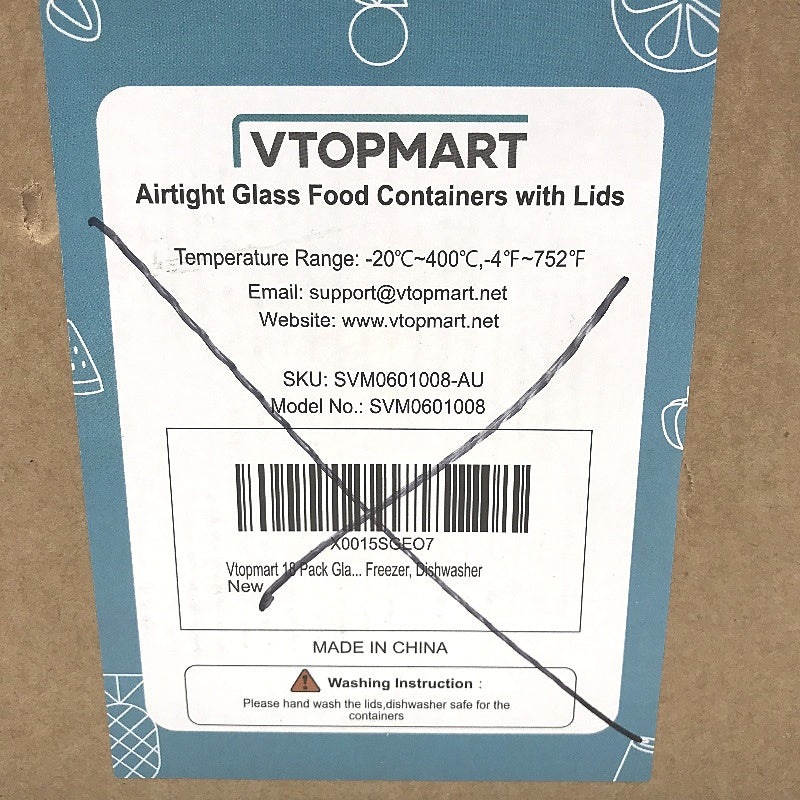 VTOPMART
Airtight Glass Food Containers with Lids
Temperature Range: -20℃~400℃,-4℉~752℉
Email: support@vtopmart.net
Website: www.vtopmart.net
SKU: SVM0601008-AU
Model No.: SVM0601008
X0015SGEO7
Vtopmart 18 Pack Gla... Freezer, Dishwasher
New
MADE IN CHINA
Washing Instruction :
Please hand wash the lids,dishwasher safe for the
containers